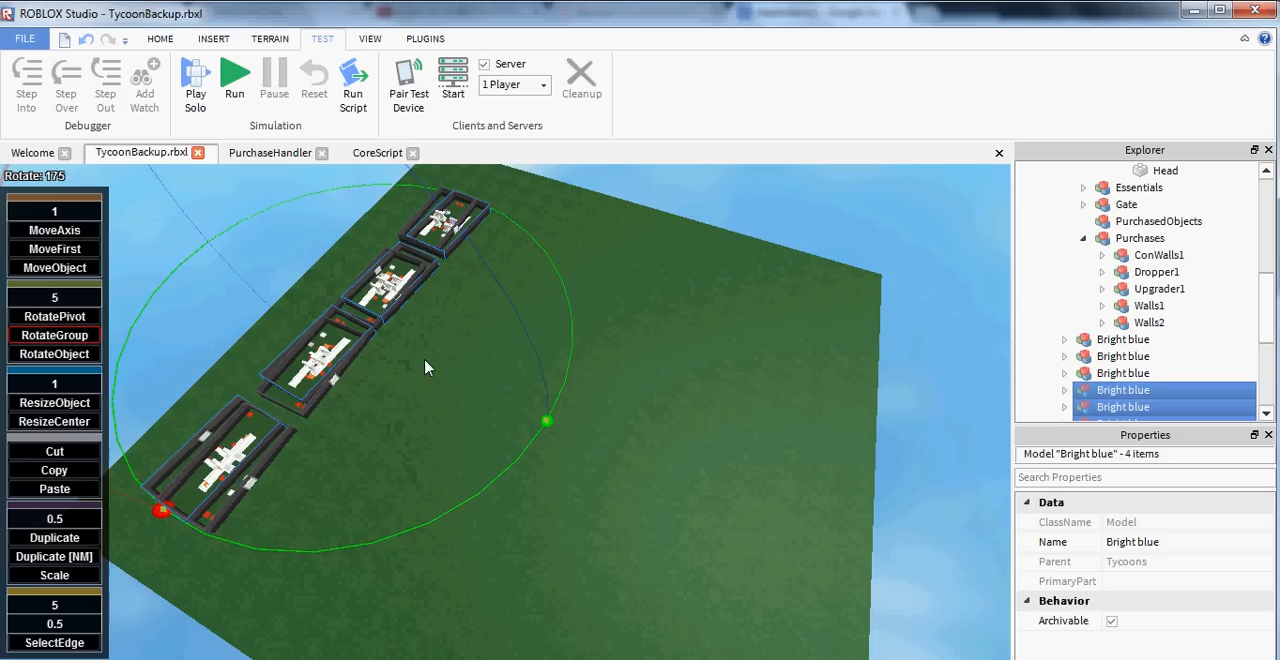 ROBLOX Studio - TycoonBackup.rbxl
FILE HOME INSERT TERRAIN TEST VIEW PLUGINS
Step Into
Step Over
Step Out
Add Watch
Debugger
Play Solo
Run
Pause
Reset
Run Script
Simulation
Pair Test Device
Start
Server
1 Player
Cleanup
Clients and Servers
Welcome TycoonBackup.rbxl PurchaseHandler CoreScript
Rotate: 175
1
MoveAxis
MoveFirst
MoveObject
5
RotatePivot
RotateGroup
RotateObject
1
ResizeObject
ResizeCenter
Cut
Copy
Paste
0.5
Duplicate
Duplicate [NM]
Scale
5
0.5
SelectEdge
Explorer
Head
Essentials
Gate
PurchasedObjects
Purchases
ConWalls1
Dropper1
Upgrader1
Walls1
Walls2
Bright blue
Bright blue
Bright blue
Bright blue
Bright blue
Properties
Model "Bright blue" - 4 items
Search Properties
Data
ClassName Model
Name Bright blue
Parent Tycoons
PrimaryPart
Behavior
Archivable